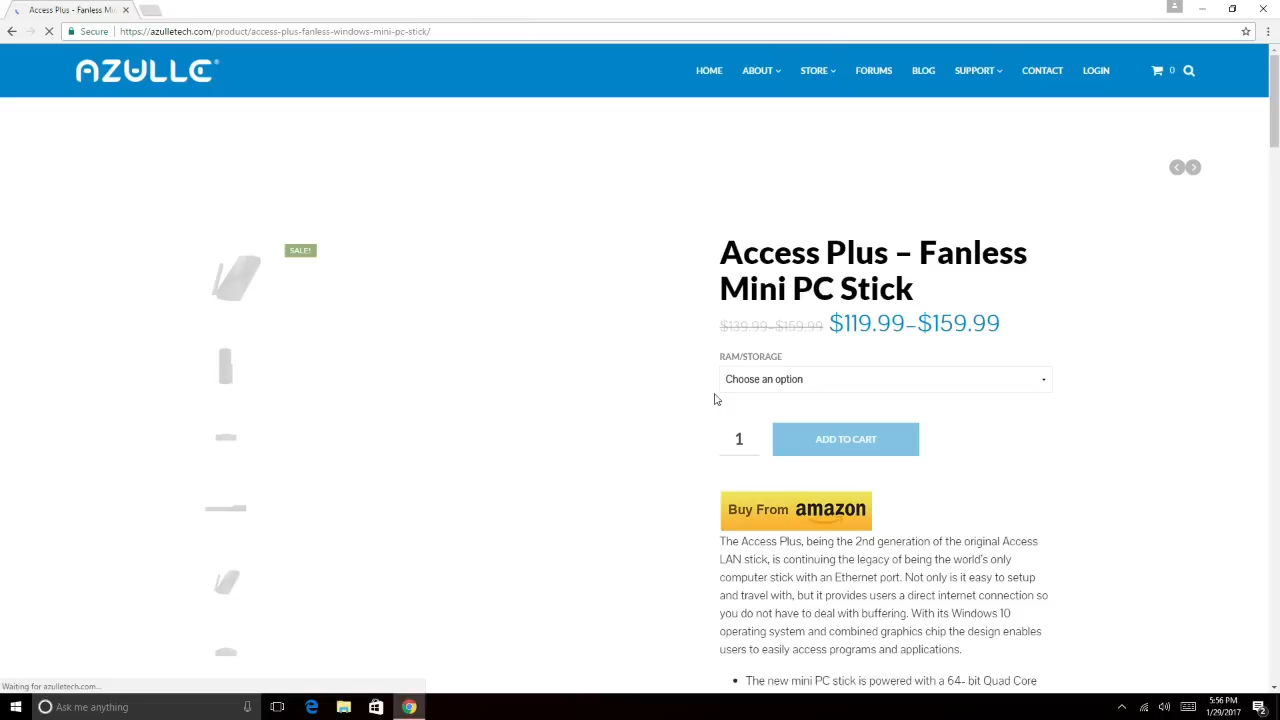 Access Plus - Fanless Min
Secure
https://azulletech.com/product/access-plus-fanless-windows-mini-pc-stick/
AZULLE®
HOME
ABOUT
STORE
FORUMS
BLOG
SUPPORT
CONTACT
LOGIN
0
SALE!
Access Plus – Fanless
Mini PC Stick
$139.99–$159.99 $119.99–$159.99
RAM/STORAGE
Choose an option
1
ADD TO CART
Buy From amazon
The Access Plus, being the 2nd generation of the original Access
LAN stick, is continuing the legacy of being the world's only
computer stick with an Ethernet port. Not only is it easy to setup
and travel with, but it provides users a direct internet connection so
you do not have to deal with buffering. With its Windows 10
operating system and combined graphics chip the design enables
users to easily access programs and applications.
• The new mini PC stick is powered with a 64- bit Quad Core
Waiting for azulletech.com...
Ask me anything
5:56 PM
1/29/2017
2